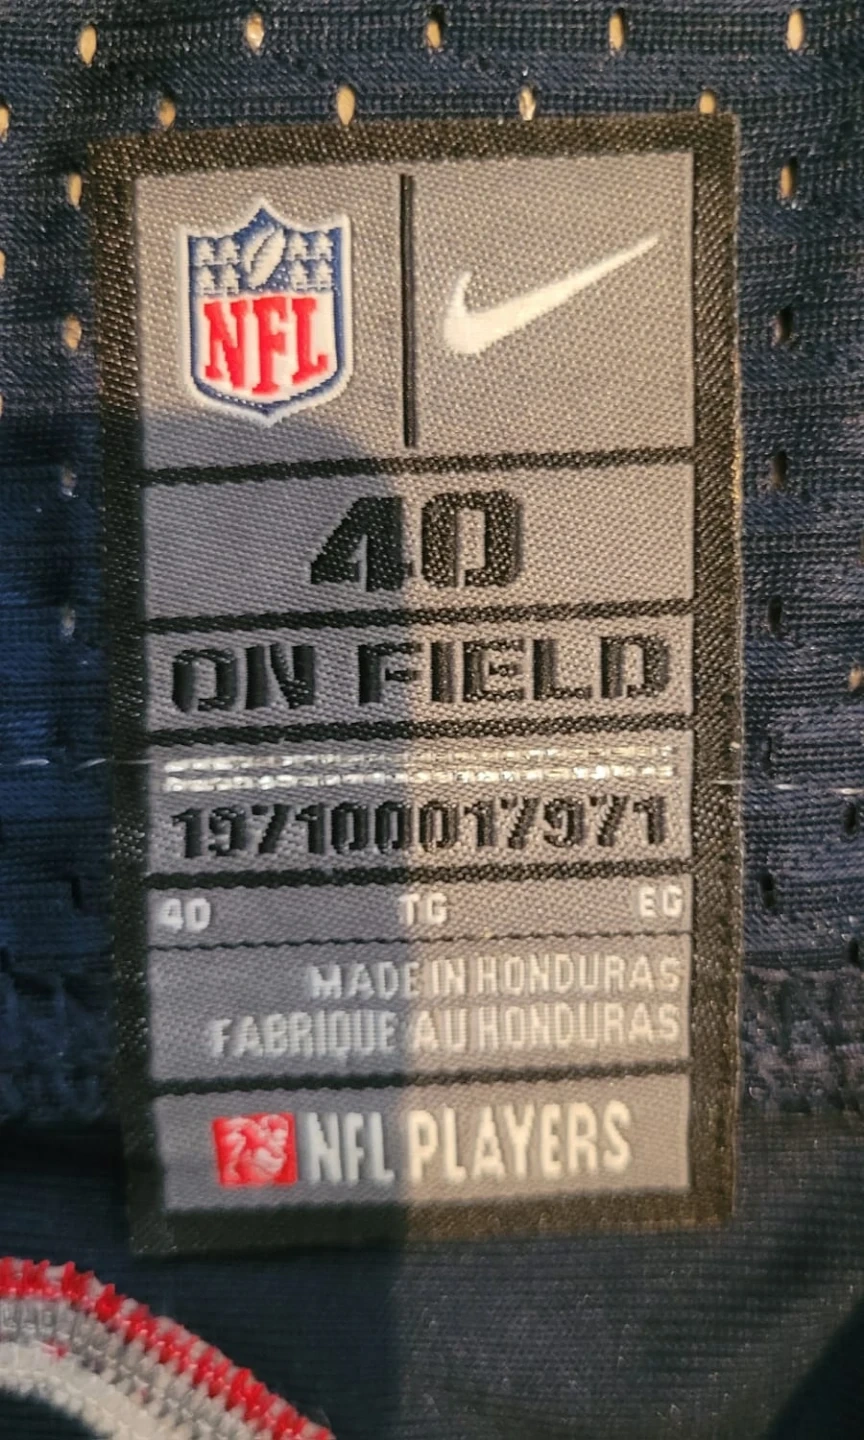 NFL
40
ON FIELD
197100017971
40 TG EG
MADE IN HONDURAS
FABRIQUE AU HONDURAS
NFL PLAYERS